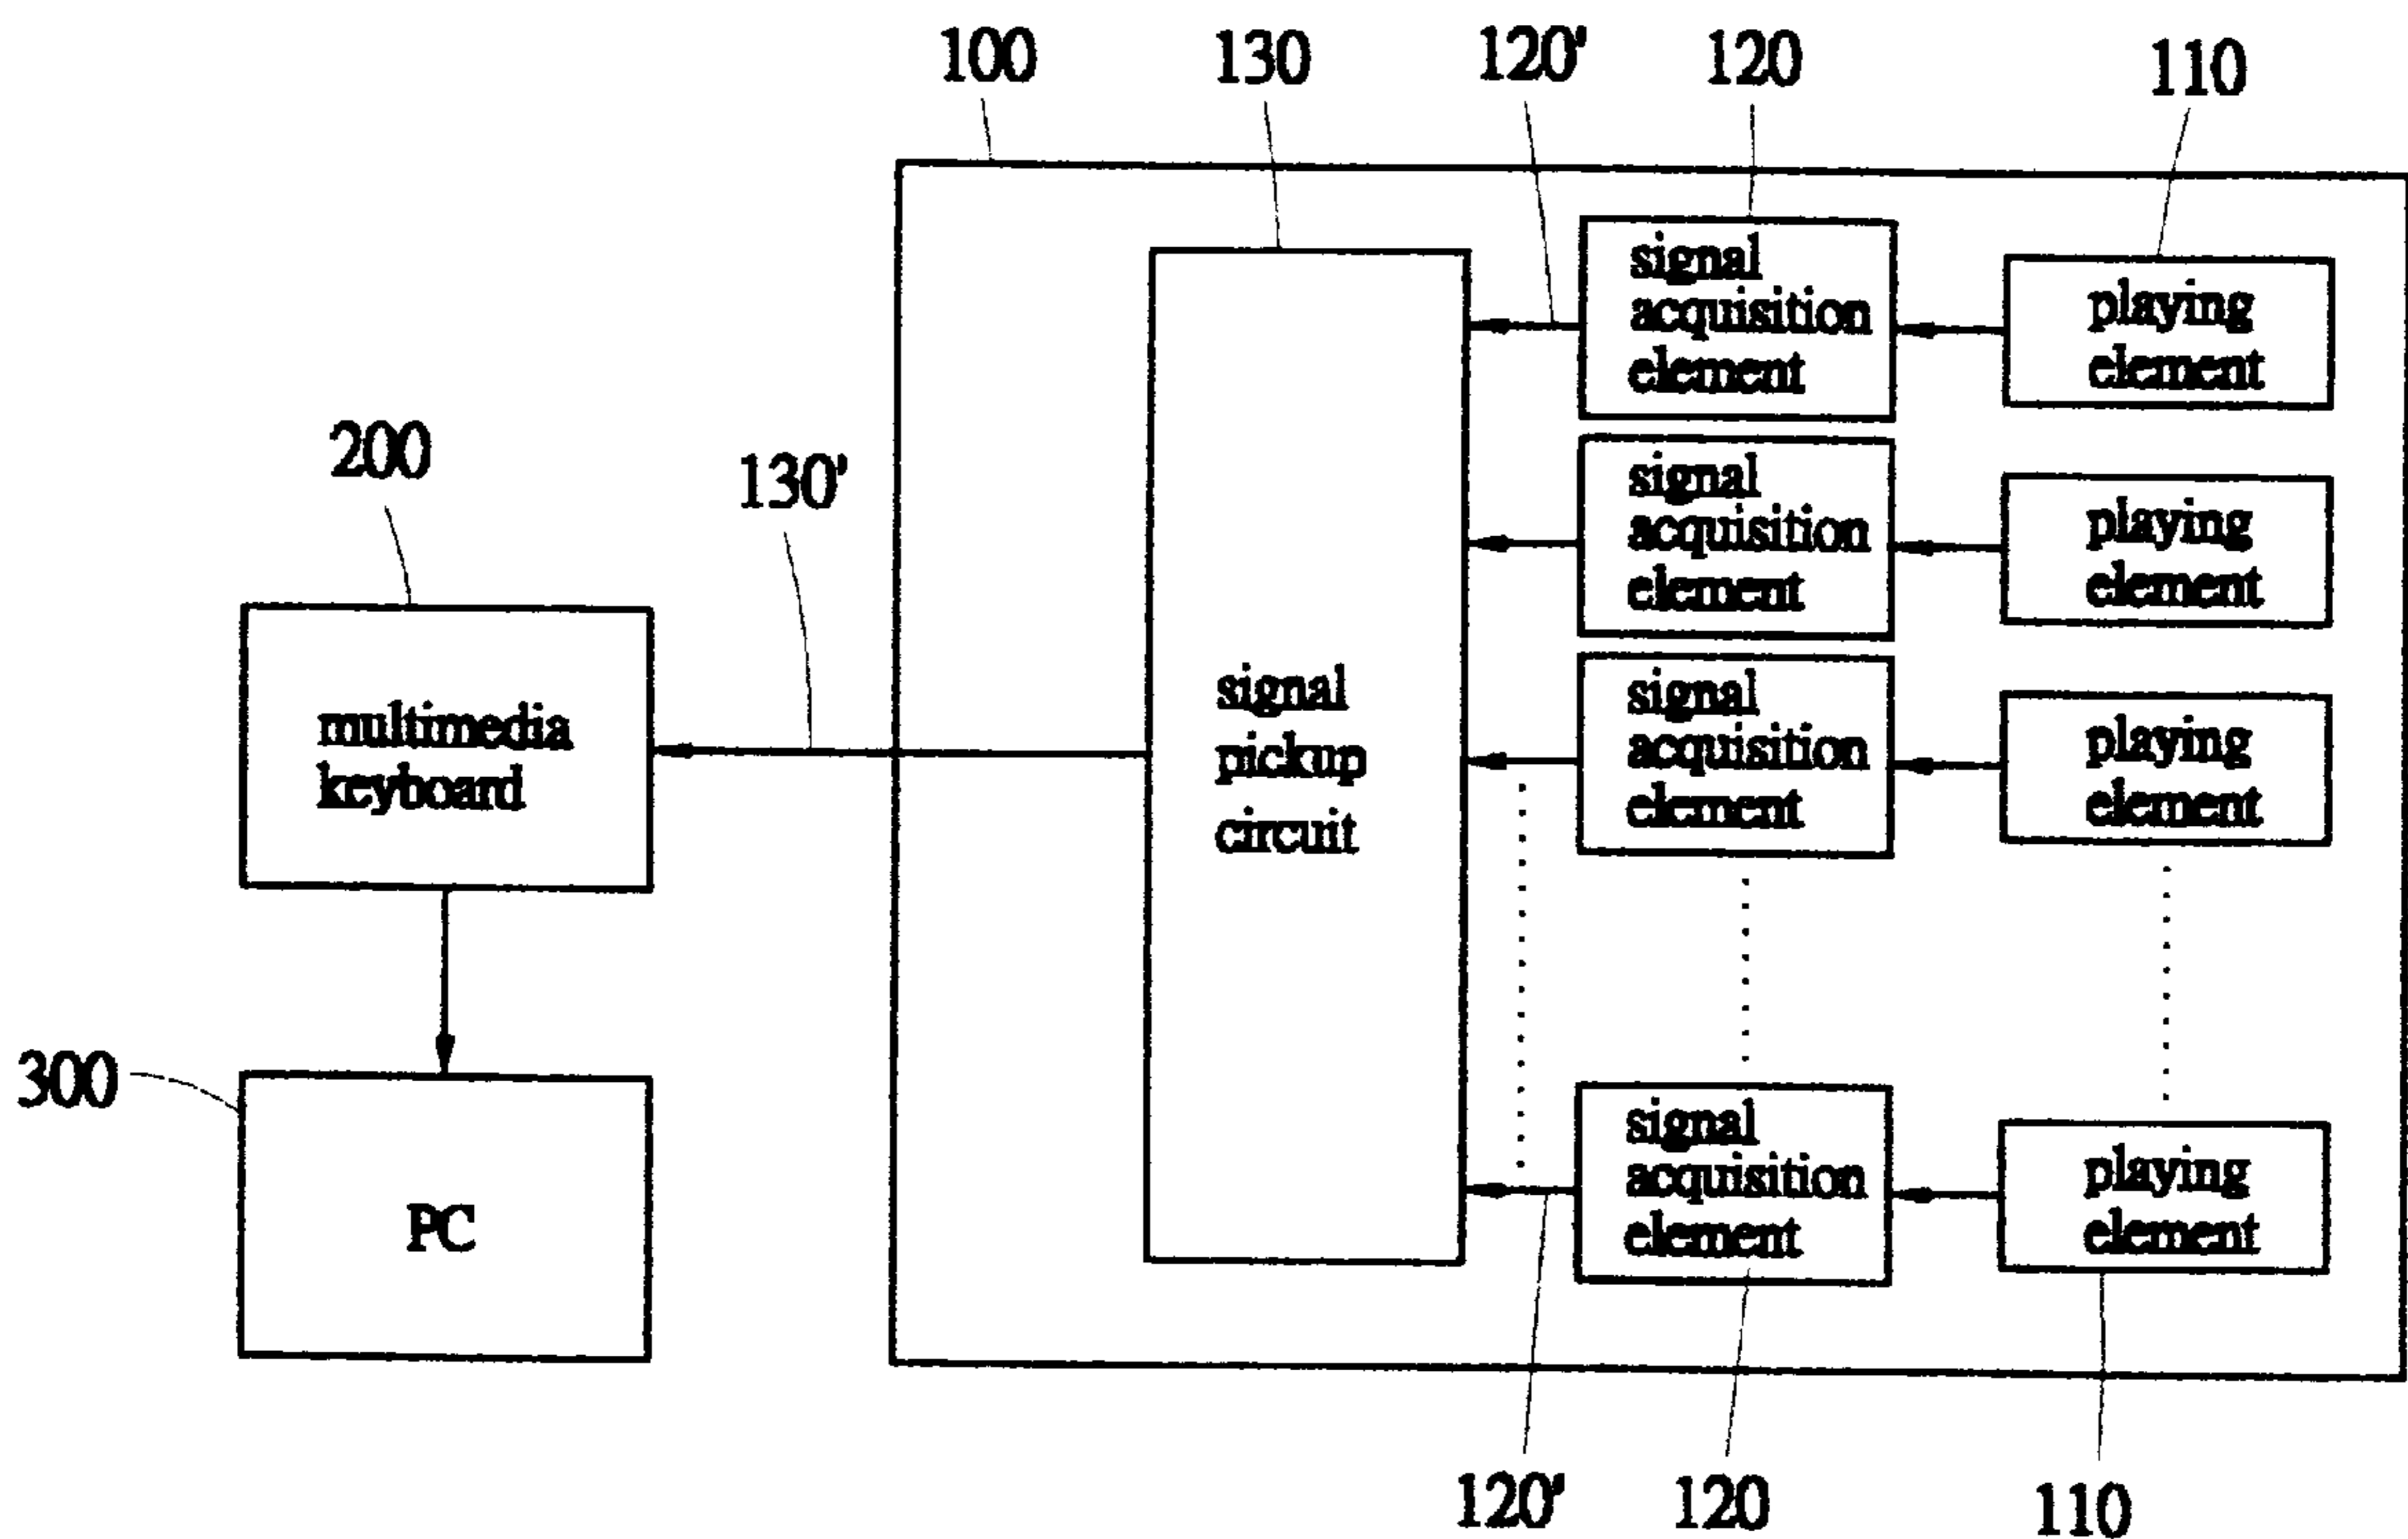 100
130
120'
120
110
signal
acquisition
element
playing
element
200
130'
signal
acquisition
element
playing
element
multimedia
keyboard
signal
pickup
circuit
signal
acquisition
element
playing
element
300
PC
signal
acquisition
element
playing
element
120'
120
110